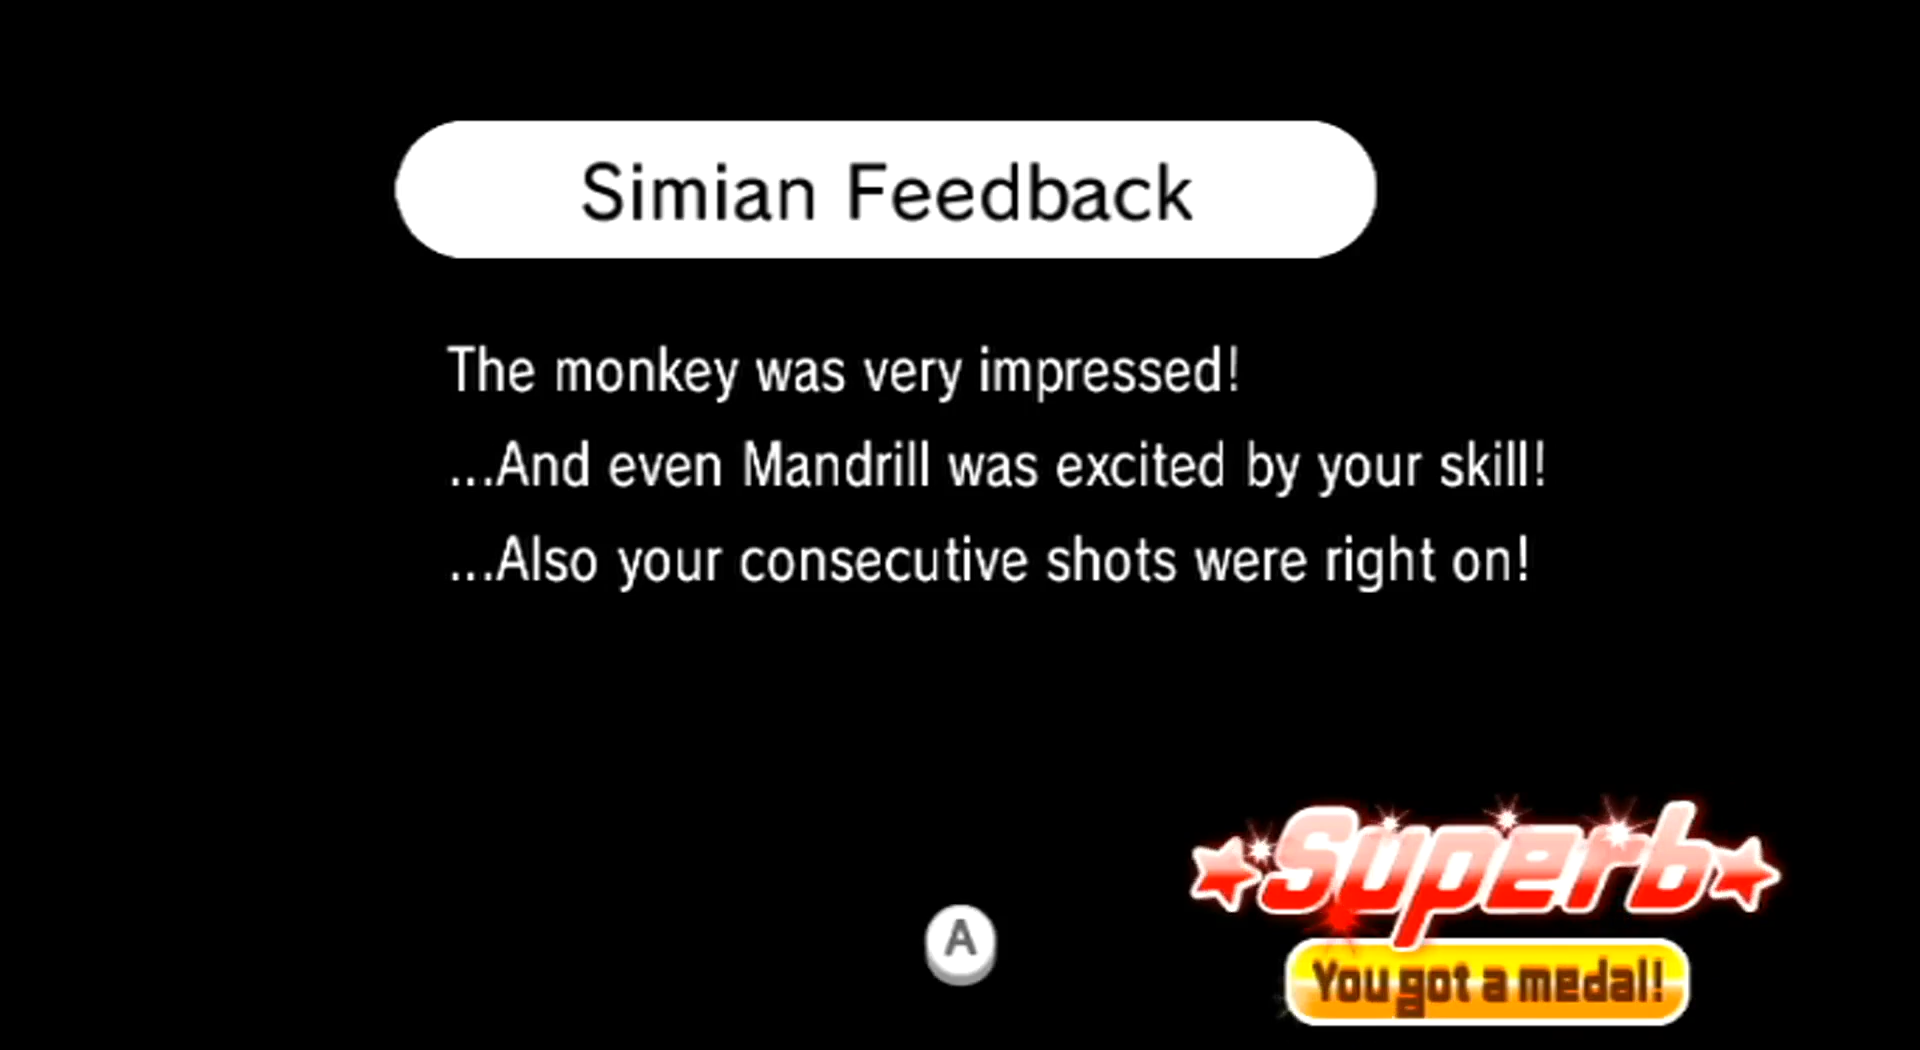 Simian Feedback
The monkey was very impressed!
...And even Mandrill was excited by your skill!
...Also your consecutive shots were right on!
Superb
You got a medal!
A